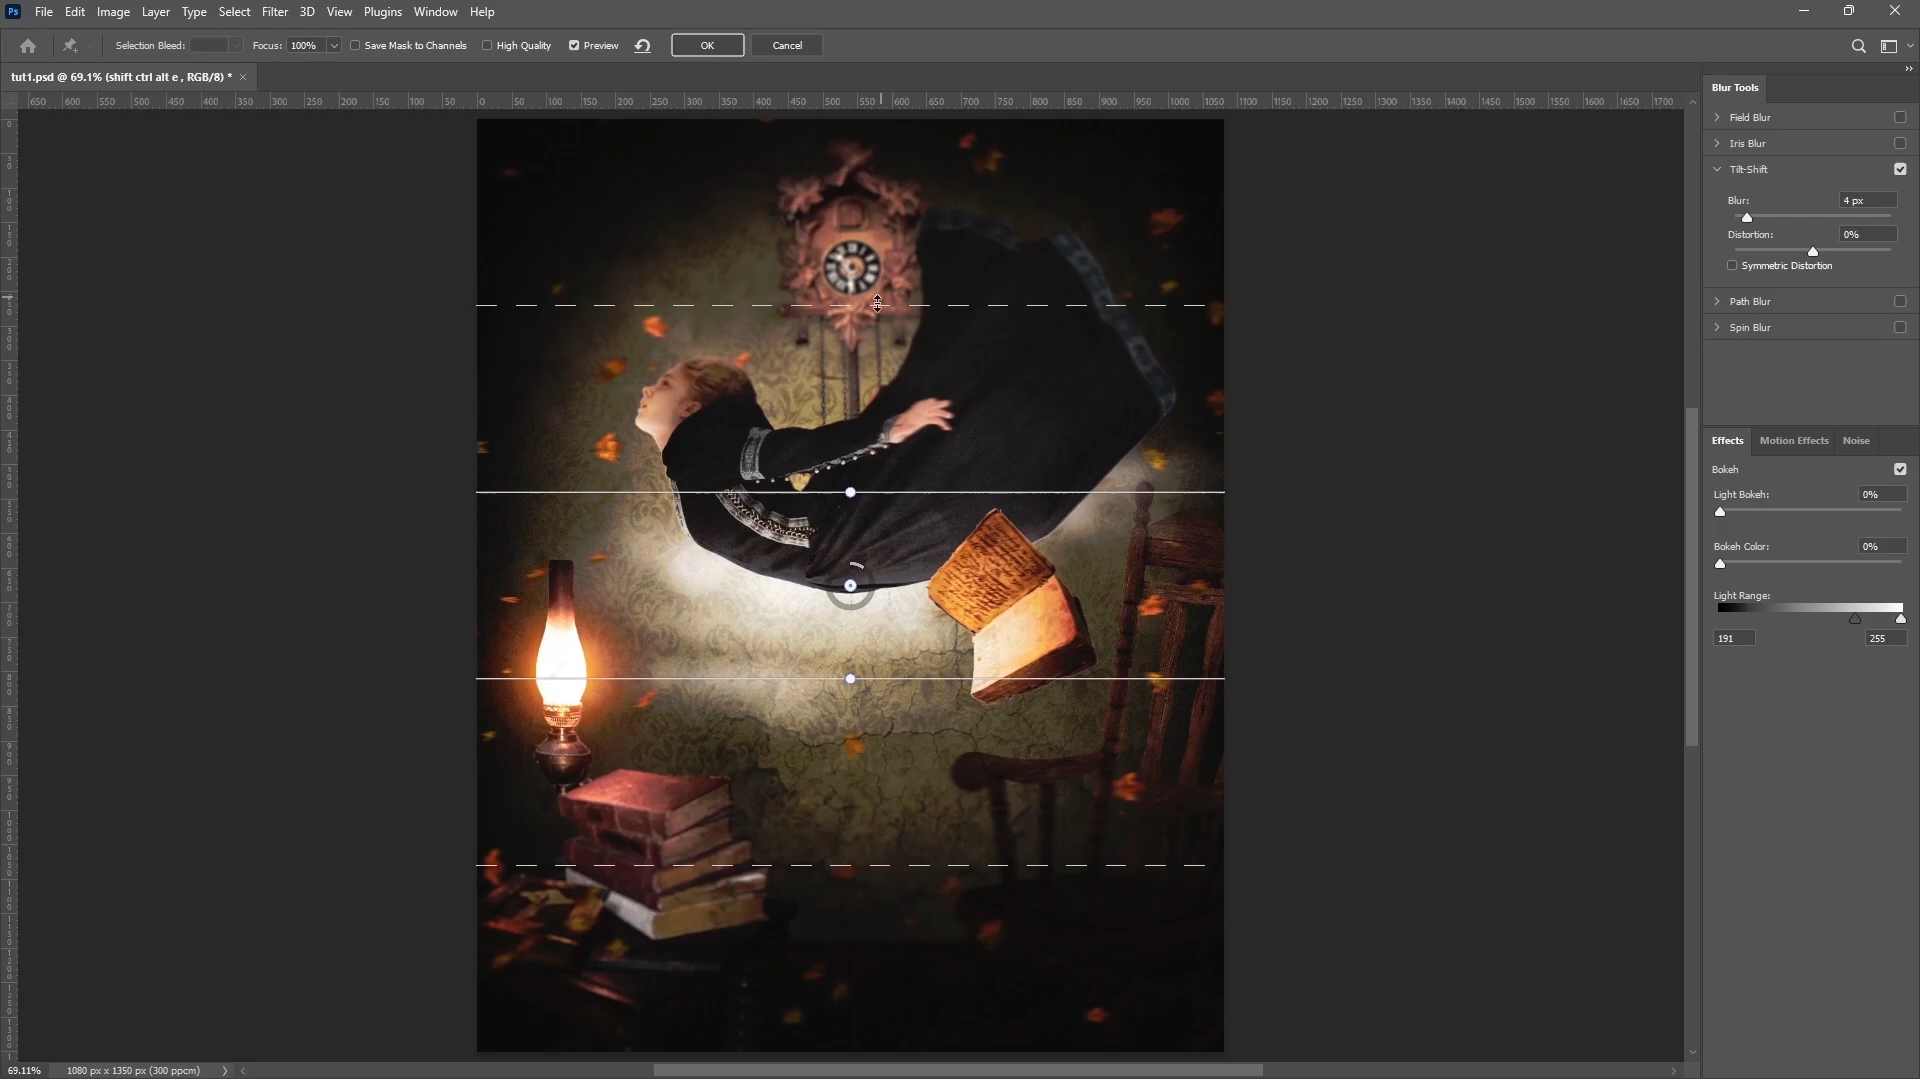 Ps File Edit Image Layer Type Select Filter 3D View Plugins Window Help
Selection Bleed: Focus: 100% Save Mask to Channels High Quality Preview OK Cancel
tut1.psd @ 69.1% (shift ctrl alt e , RGB/8) * ×
650 600 550 500 450 400 350 300 250 200 150 100 50 0 50 100 150 200 250 300 350 400 450 500 550 600 650 700 750 800 850 900 950 1000 1050 1100 1150 1200 1250 1300 1350 1400 1450 1500 1550 1600 1650 1700
Blur Tools
Field Blur
Iris Blur
Tilt-Shift
Blur: 4 px
Distortion: 0%
Symmetric Distortion
Path Blur
Spin Blur
Effects Motion Effects Noise
Bokeh
Light Bokeh: 0%
Bokeh Color: 0%
Light Range:
191 255
69.11% 1080 px x 1350 px (300 ppcm)